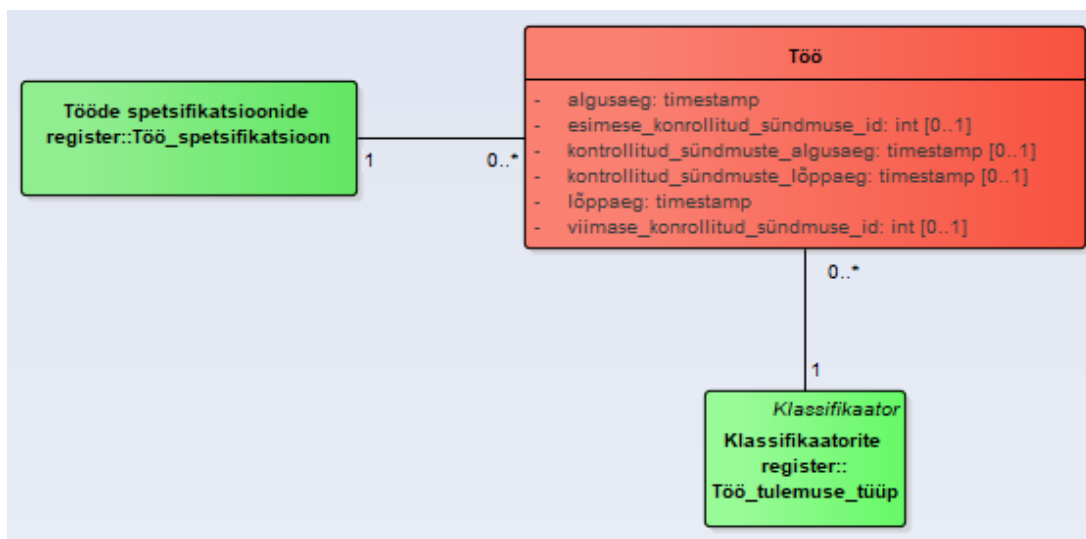 Töö
- algusaeg: timestamp
- esimese_konrollitud_sündmuse_id: int [0..1]
- kontrollitud_sündmuste_algusaeg: timestamp [0..1]
- kontrollitud_sündmuste_lõppaeg: timestamp [0..1]
- lõppaeg: timestamp
- viimase_konrollitud_sündmuse_id: int [0..1]
Tööde spetsifikatsioonide
register::Töö_spetsifikatsioon
1
0..*
0..*
1
Klassifikaator
Klassifikaatorite
register::
Töö_tulemuse_tüüp